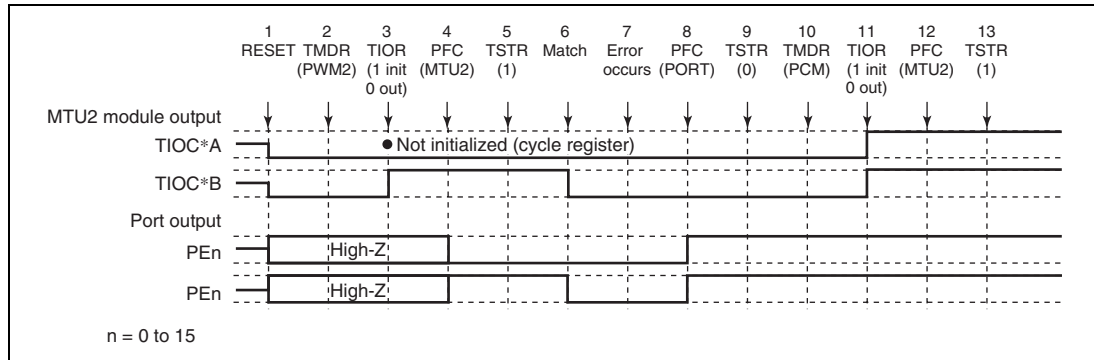 1 2 3 4 5 6 7 8 9 10 11 12 13
RESET TMDR TIOR PFC TSTR Match Error PFC TSTR TMDR TIOR PFC TSTR
(PWM2) (1 init (MTU2) (1) occurs (PORT) (0) (PCM) (1 init (MTU2) (1)
0 out) 0 out)
MTU2 module output
TIOC*A
● Not initialized (cycle register)
TIOC*B
Port output
PEn
High-Z
PEn
High-Z
n = 0 to 15